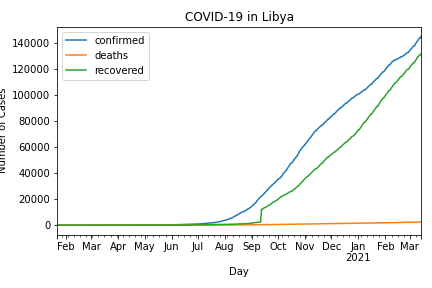 COVID-19 in Libya
confirmed
deaths
recovered
140000
120000
100000
80000
60000
40000
20000
0
Number of Cases
Feb Mar Apr May Jun Jul Aug Sep Oct Nov Dec Jan Feb Mar
2021
Day